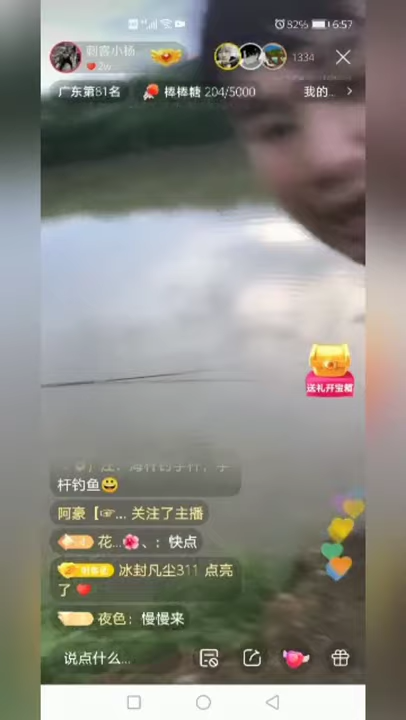 82% 6:57
刺客小杨
2w
1334
广东第81名
棒棒糖 204/5000
我的..
送礼开宝箱
杆钓鱼
阿豪【☞... 关注了主播
花...🌺、：快点
冰封凡尘311 点亮
了
夜色：慢慢来
说点什么...